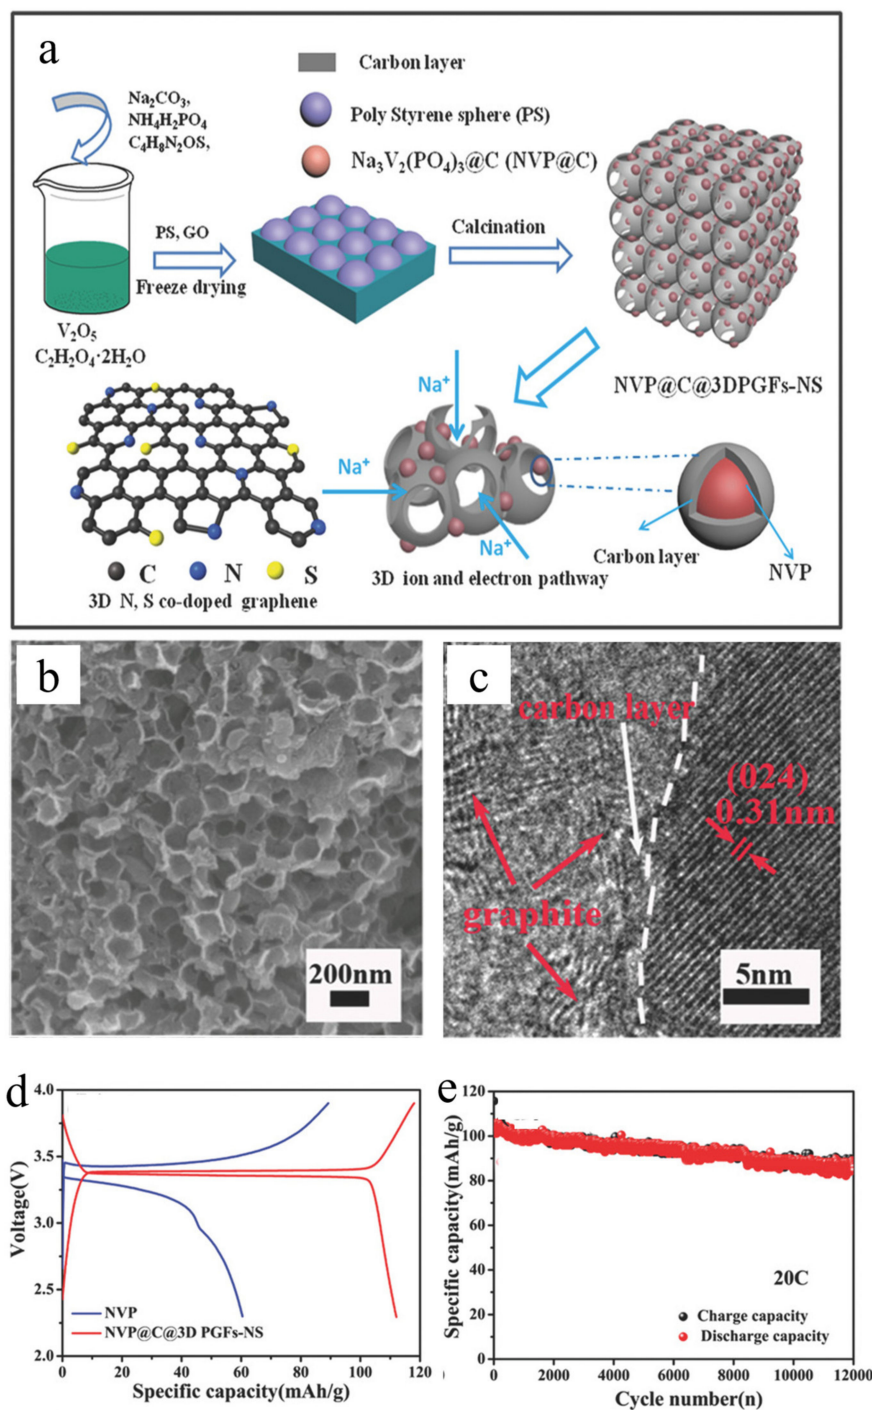 a
Carbon layer
Poly Styrene sphere (PS)
Na₃V₂(PO₄)₃@C (NVP@C)
Na₂CO₃,
NH₄H₂PO₄
C₄H₈N₂OS,
PS, GO
Freeze drying
Calcination
V₂O₅
C₂H₂O₄·2H₂O
NVP@C@3DPGFs-NS
Na⁺
Na⁺
Na⁺
Carbon layer
NVP
3D ion and electron pathway
C N S
3D N, S co-doped graphene
b
200nm
c
carbon layer
(024)
0.31nm
graphite
5nm
d
4.0
3.5
3.0
2.5
2.0
Voltage(V)
NVP
NVP@C@3D PGFs-NS
0 20 40 60 80 100 120
Specific capacity(mAh/g)
e
120
100
80
60
40
20
0
Specific capacity(mAh/g)
20C
Charge capacity
Discharge capacity
0 2000 4000 6000 8000 10000 12000
Cycle number(n)